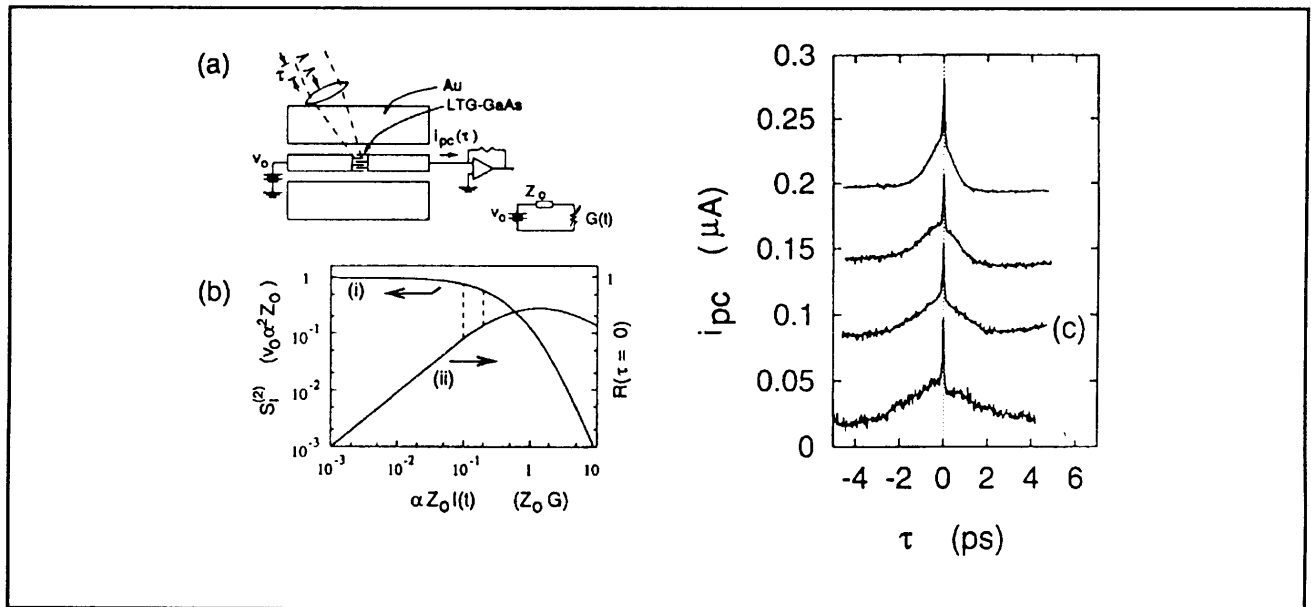 (a)
τ
Au
LTG-GaAs
i_pc(τ)
v_o
Z_o
v_o
G(t)
(b)
S_i^(2) (v_o α² Z_o)
1
10^-1
10^-2
10^-3
(i)
(ii)
1
R(τ = 0)
10^-3 10^-2 10^-1 1 10
α Z_o I(t) (Z_o G)
i_pc (μA)
0.3
0.25
0.2
0.15
0.1
0.05
0
(c)
-4 -2 0 2 4 6
τ (ps)